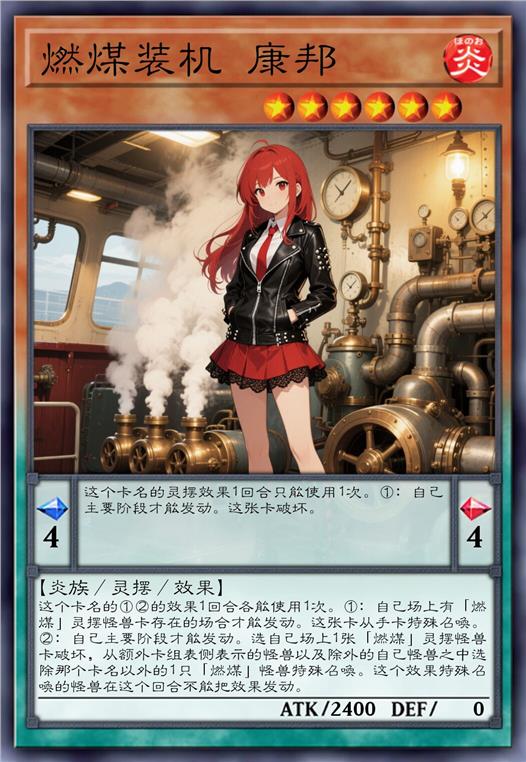 燃煤装机 康邦
ほのお
炎
这个卡名的灵摆效果1回合只能使用1次。①：自己
主要阶段才能发动。这张卡破坏。
4
4
【炎族／灵摆／效果】
这个卡名的①②的效果1回合各能使用1次。①：自己场上有「燃
煤」灵摆怪兽卡存在的场合才能发动。这张卡从手卡特殊召唤。
②：自己主要阶段才能发动。选自己场上1张「燃煤」灵摆怪兽
卡破坏，从额外卡组表侧表示的怪兽以及除外的自己怪兽之中选
除那个卡名以外的1只「燃煤」怪兽特殊召唤。这个效果特殊召
唤的怪兽在这个回合不能把效果发动。
ATK/2400 DEF/ 0